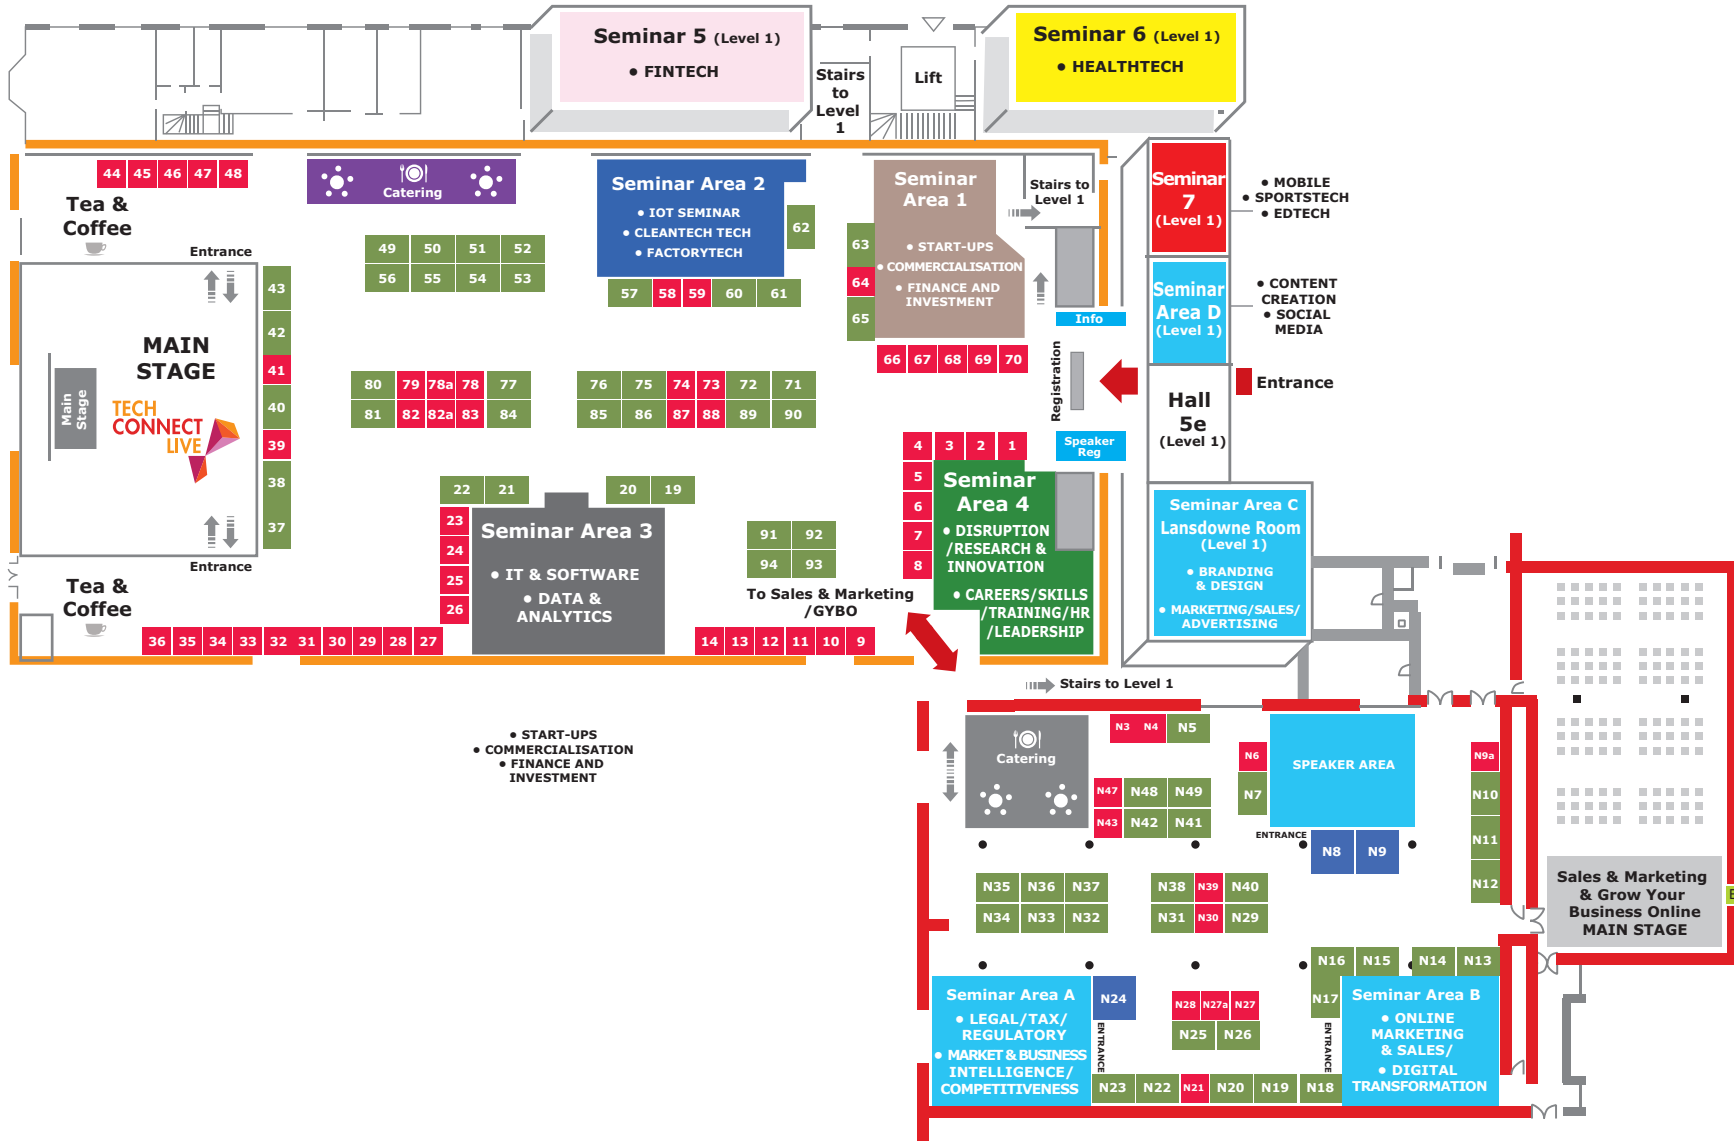 Seminar 5 (Level 1)
• FINTECH
Stairs
to
Level
1
Lift
Seminar 6 (Level 1)
• HEALTHTECH
44 45 46 47 48
Tea &
Coffee
Entrance
Catering
49 50 51 52
56 55 54 53
Seminar Area 2
• IOT SEMINAR
• CLEANTECH TECH
• FACTORYTECH
62
57 58 59 60 61
63
64
65
Seminar
Area 1
• START-UPS
• COMMERCIALISATION
• FINANCE AND
INVESTMENT
Stairs to
Level 1
66 67 68 69 70
Info
Registration
Speaker
Reg
Seminar
7
(Level 1)
• MOBILE
• SPORTSTECH
• EDTECH
Seminar
Area D
(Level 1)
• CONTENT
CREATION
• SOCIAL
MEDIA
Hall
5e
(Level 1)
Entrance
MAIN
STAGE
Main
Stage
TECH
CONNECT
LIVE
43
42
41
40
39
38
37
80 79 78a 78 77
81 82 82a 83 84
76 75 74 73 72 71
85 86 87 88 89 90
4 3 2 1
5
6
7
8
Seminar
Area 4
• DISRUPTION
/RESEARCH &
INNOVATION
• CAREERS/SKILLS
/TRAINING/HR
/LEADERSHIP
Seminar Area C
Lansdowne Room
(Level 1)
• BRANDING
& DESIGN
• MARKETING/SALES/
ADVERTISING
22 21
20 19
23
24
25
26
Seminar Area 3
• IT & SOFTWARE
• DATA &
ANALYTICS
91 92
94 93
To Sales & Marketing
/GYBO
Entrance
Tea &
Coffee
36 35 34 33 32 31 30 29 28 27
14 13 12 11 10 9
Stairs to Level 1
• START-UPS
• COMMERCIALISATION
• FINANCE AND
INVESTMENT
Catering
N3 N4 N5
N6
N7
SPEAKER AREA
N9a
N10
N11
N12
N47 N48 N49
N43 N42 N41
ENTRANCE
N8 N9
N35 N36 N37
N34 N33 N32
N38 N39 N40
N31 N30 N29
Sales & Marketing
& Grow Your
Business Online
MAIN STAGE
N16 N15 N14 N13
N17
Seminar Area A
• LEGAL/TAX/
REGULATORY
• MARKET & BUSINESS
INTELLIGENCE/
COMPETITIVENESS
N24
ENTRANCE
N28 N27a N27
N25 N26
ENTRANCE
Seminar Area B
• ONLINE
MARKETING
& SALES/
• DIGITAL
TRANSFORMATION
N23 N22 N21 N20 N19 N18